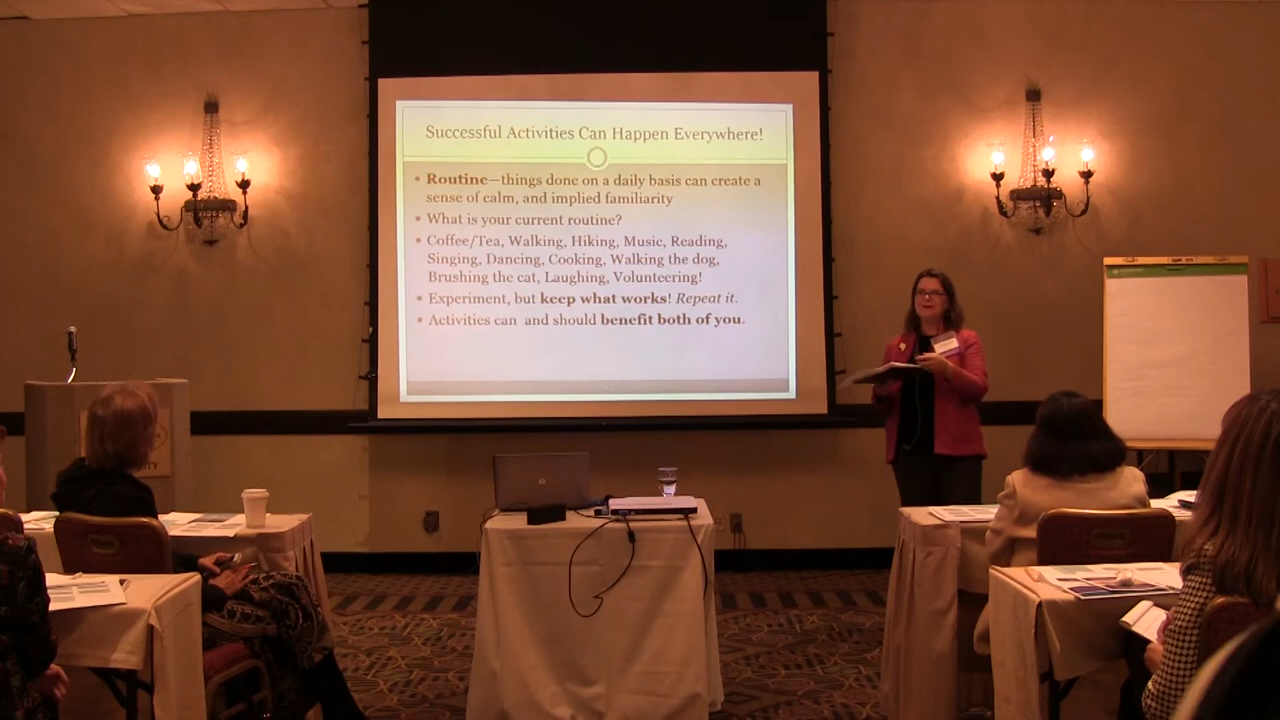 Successful Activities Can Happen Everywhere!
• Routine—things done on a daily basis can create a
sense of calm, and implied familiarity
• What is your current routine?
• Coffee/Tea, Walking, Hiking, Music, Reading,
Singing, Dancing, Cooking, Walking the dog,
Brushing the cat, Laughing, Volunteering!
• Experiment, but keep what works! Repeat it.
• Activities can and should benefit both of you.